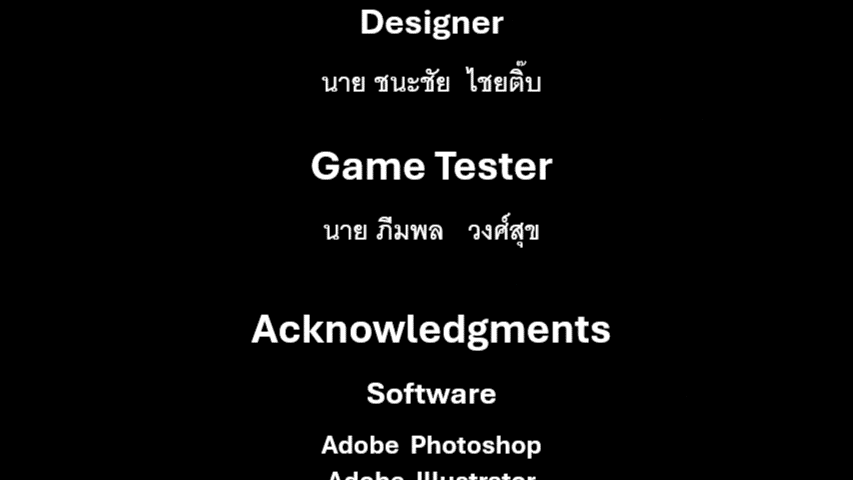 Designer
นาย ชนะชัย ไชยติ๊บ
Game Tester
นาย ภีมพล วงศ์สุข
Acknowledgments
Software
Adobe Photoshop
Adobe Illustrator